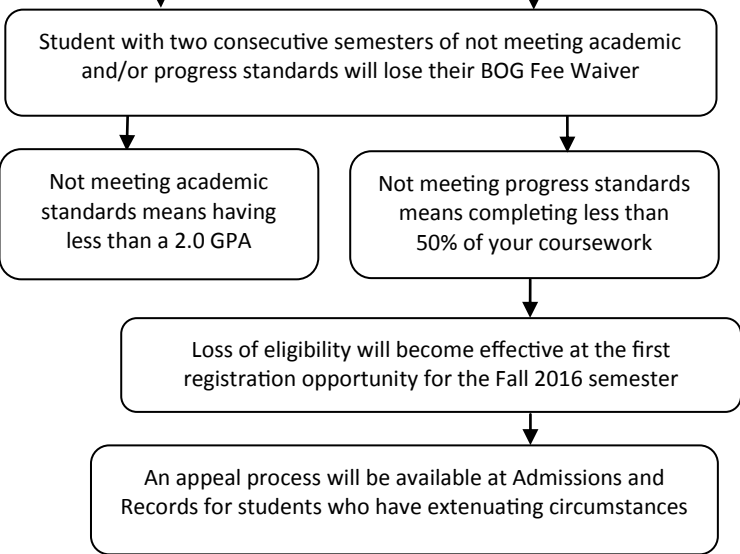 Student with two consecutive semesters of not meeting academic
and/or progress standards will lose their BOG Fee Waiver
Not meeting academic
standards means having
less than a 2.0 GPA
Not meeting progress standards
means completing less than
50% of your coursework
Loss of eligibility will become effective at the first
registration opportunity for the Fall 2016 semester
An appeal process will be available at Admissions and
Records for students who have extenuating circumstances